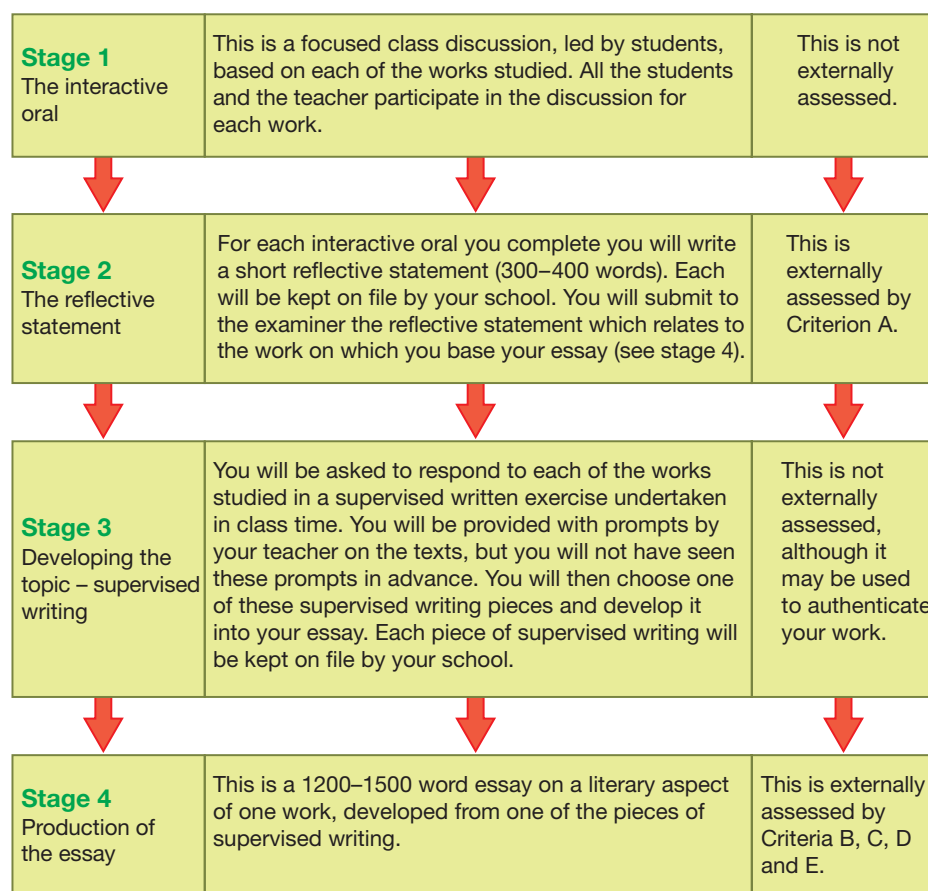 Stage 1
The interactive
oral
This is a focused class discussion, led by students,
based on each of the works studied. All the students
and the teacher participate in the discussion for
each work.
This is not
externally
assessed.
Stage 2
The reflective
statement
For each interactive oral you complete you will write
a short reflective statement (300–400 words). Each
will be kept on file by your school. You will submit to
the examiner the reflective statement which relates to
the work on which you base your essay (see stage 4).
This is
externally
assessed by
Criterion A.
Stage 3
Developing the
topic – supervised
writing
You will be asked to respond to each of the works
studied in a supervised written exercise undertaken
in class time. You will be provided with prompts by
your teacher on the texts, but you will not have seen
these prompts in advance. You will then choose one
of these supervised writing pieces and develop it
into your essay. Each piece of supervised writing will
be kept on file by your school.
This is not
externally
assessed,
although it
may be used
to authenticate
your work.
Stage 4
Production of
the essay
This is a 1200–1500 word essay on a literary aspect
of one work, developed from one of the pieces of
supervised writing.
This is externally
assessed by
Criteria B, C, D
and E.